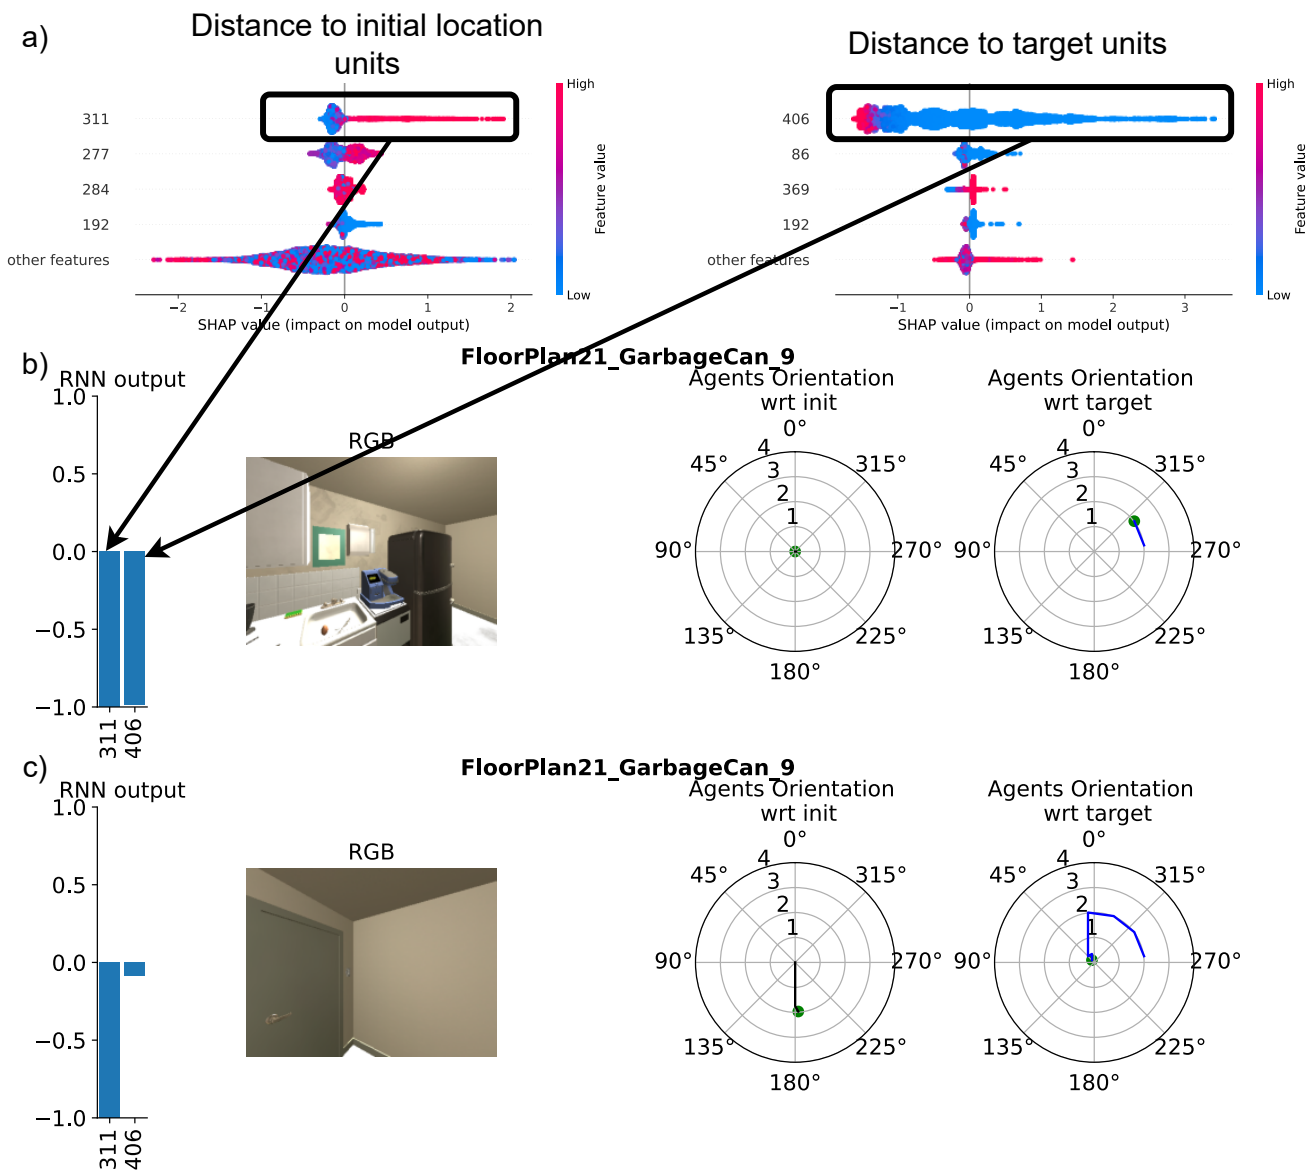 a)
Distance to initial location
units
High
311
277
284
192
other features
Low
Feature value
−2
−1
0
1
2
SHAP value (impact on model output)
Distance to target units
High
406
86
369
192
other features
Low
Feature value
−1
0
1
2
3
SHAP value (impact on model output)
b)
FloorPlan21_GarbageCan_9
RNN output
1.0
0.5
0.0
−0.5
−1.0
311
406
RGB
Agents Orientation
wrt init
0°
45°
315°
4
3
2
1
90°
270°
135°
225°
180°
Agents Orientation
wrt target
0°
45°
315°
4
3
2
1
90°
270°
135°
225°
180°
c)
FloorPlan21_GarbageCan_9
RNN output
1.0
0.5
0.0
−0.5
−1.0
311
406
RGB
Agents Orientation
wrt init
0°
45°
315°
4
3
2
1
90°
270°
135°
225°
180°
Agents Orientation
wrt target
0°
45°
315°
4
3
2
1
90°
270°
135°
225°
180°